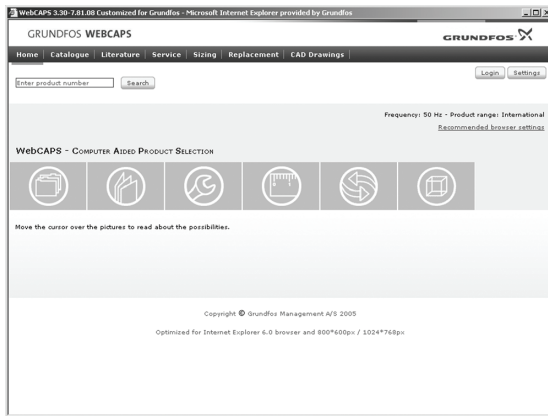 WebCAPS 3.30-7.81.08 Customized for Grundfos - Microsoft Internet Explorer provided by Grundfos
GRUNDFOS WEBCAPS
GRUNDFOS
Home Catalogue Literature Service Sizing Replacement CAD Drawings
Login Settings
Enter product number Search
Frequency: 50 Hz - Product range: International
Recommended browser settings
WebCAPS - Computer Aided Product Selection
Move the cursor over the pictures to read about the possibilities.
Copyright © Grundfos Management A/S 2005
Optimized for Internet Explorer 6.0 browser and 800*600px / 1024*768px